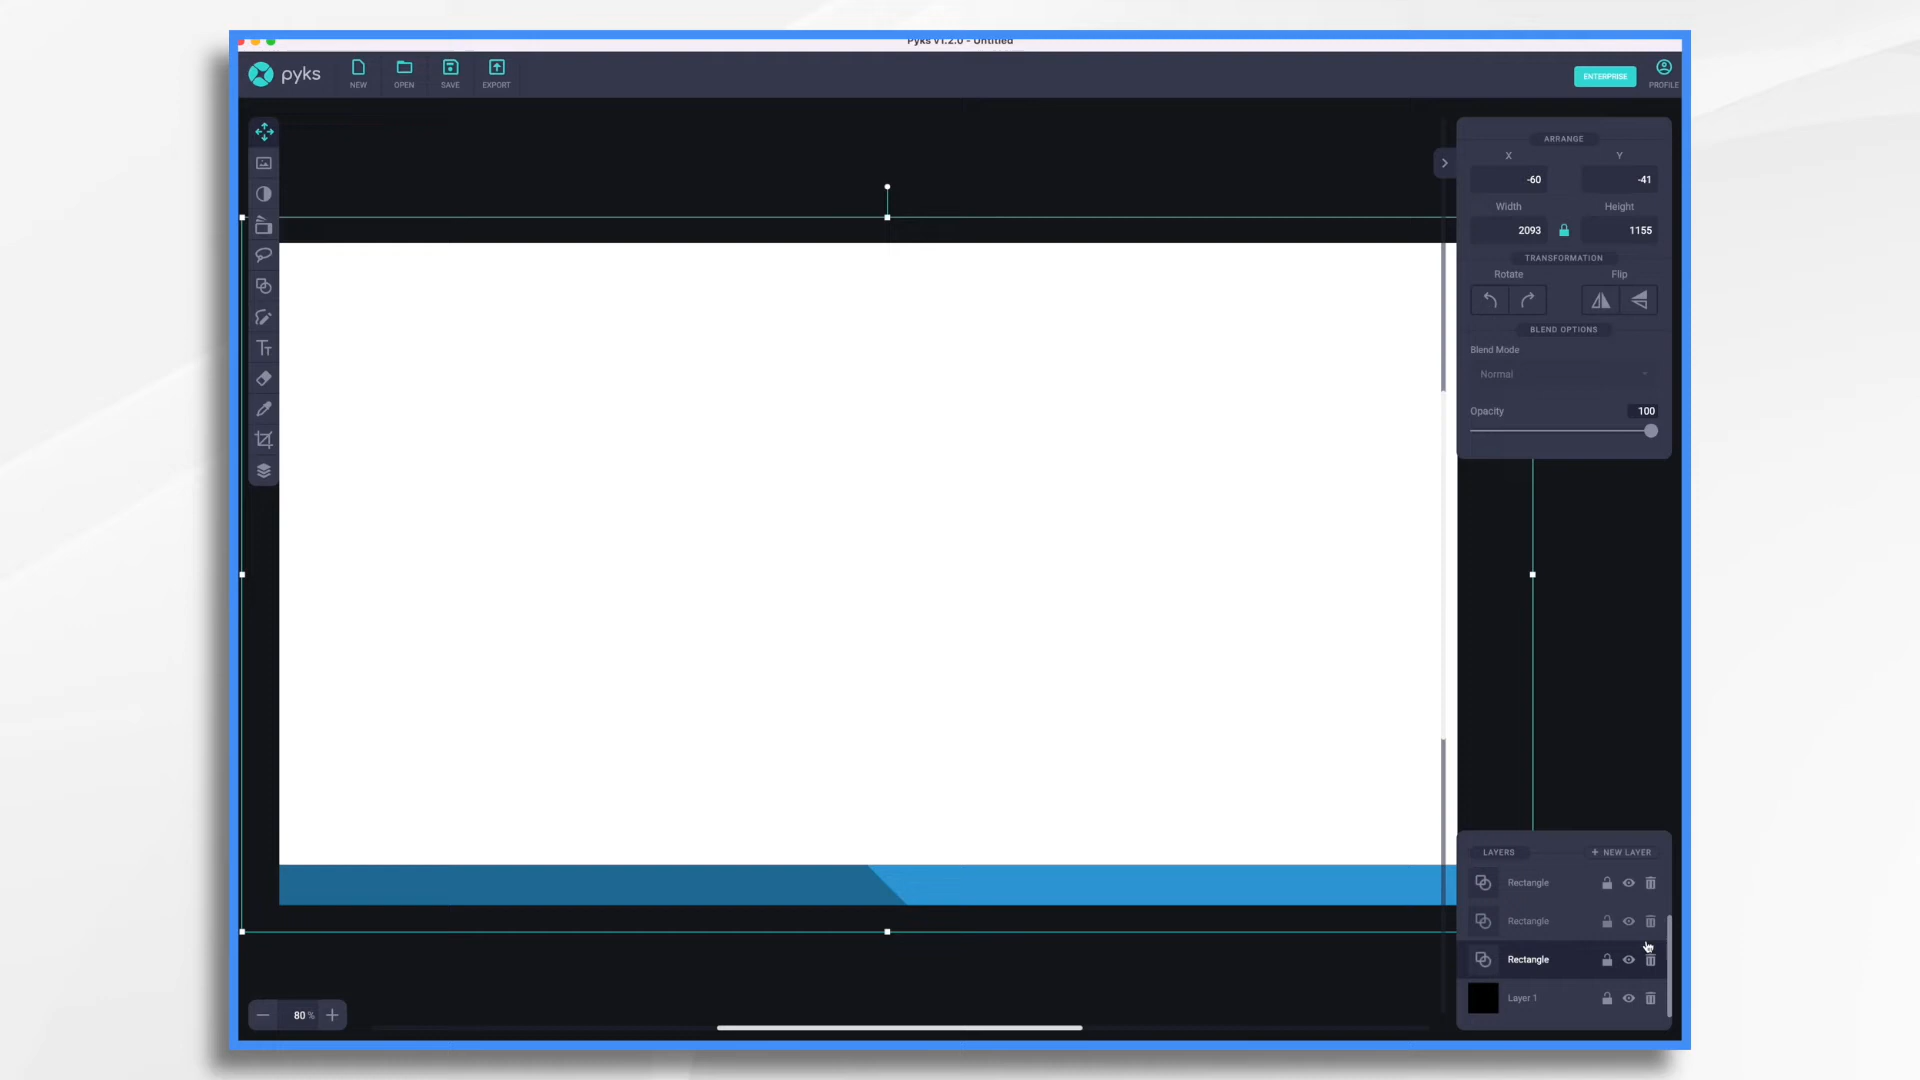 Pyks v1.2.0 - Untitled
pyks
NEW
OPEN
SAVE
EXPORT
ENTERPRISE
PROFILE
ARRANGE
X
Y
-60
-41
Width
Height
2093
1155
TRANSFORMATION
Rotate
Flip
BLEND OPTIONS
Blend Mode
Normal
Opacity
100
LAYERS
+ NEW LAYER
Rectangle
Rectangle
Rectangle
Layer 1
80 %